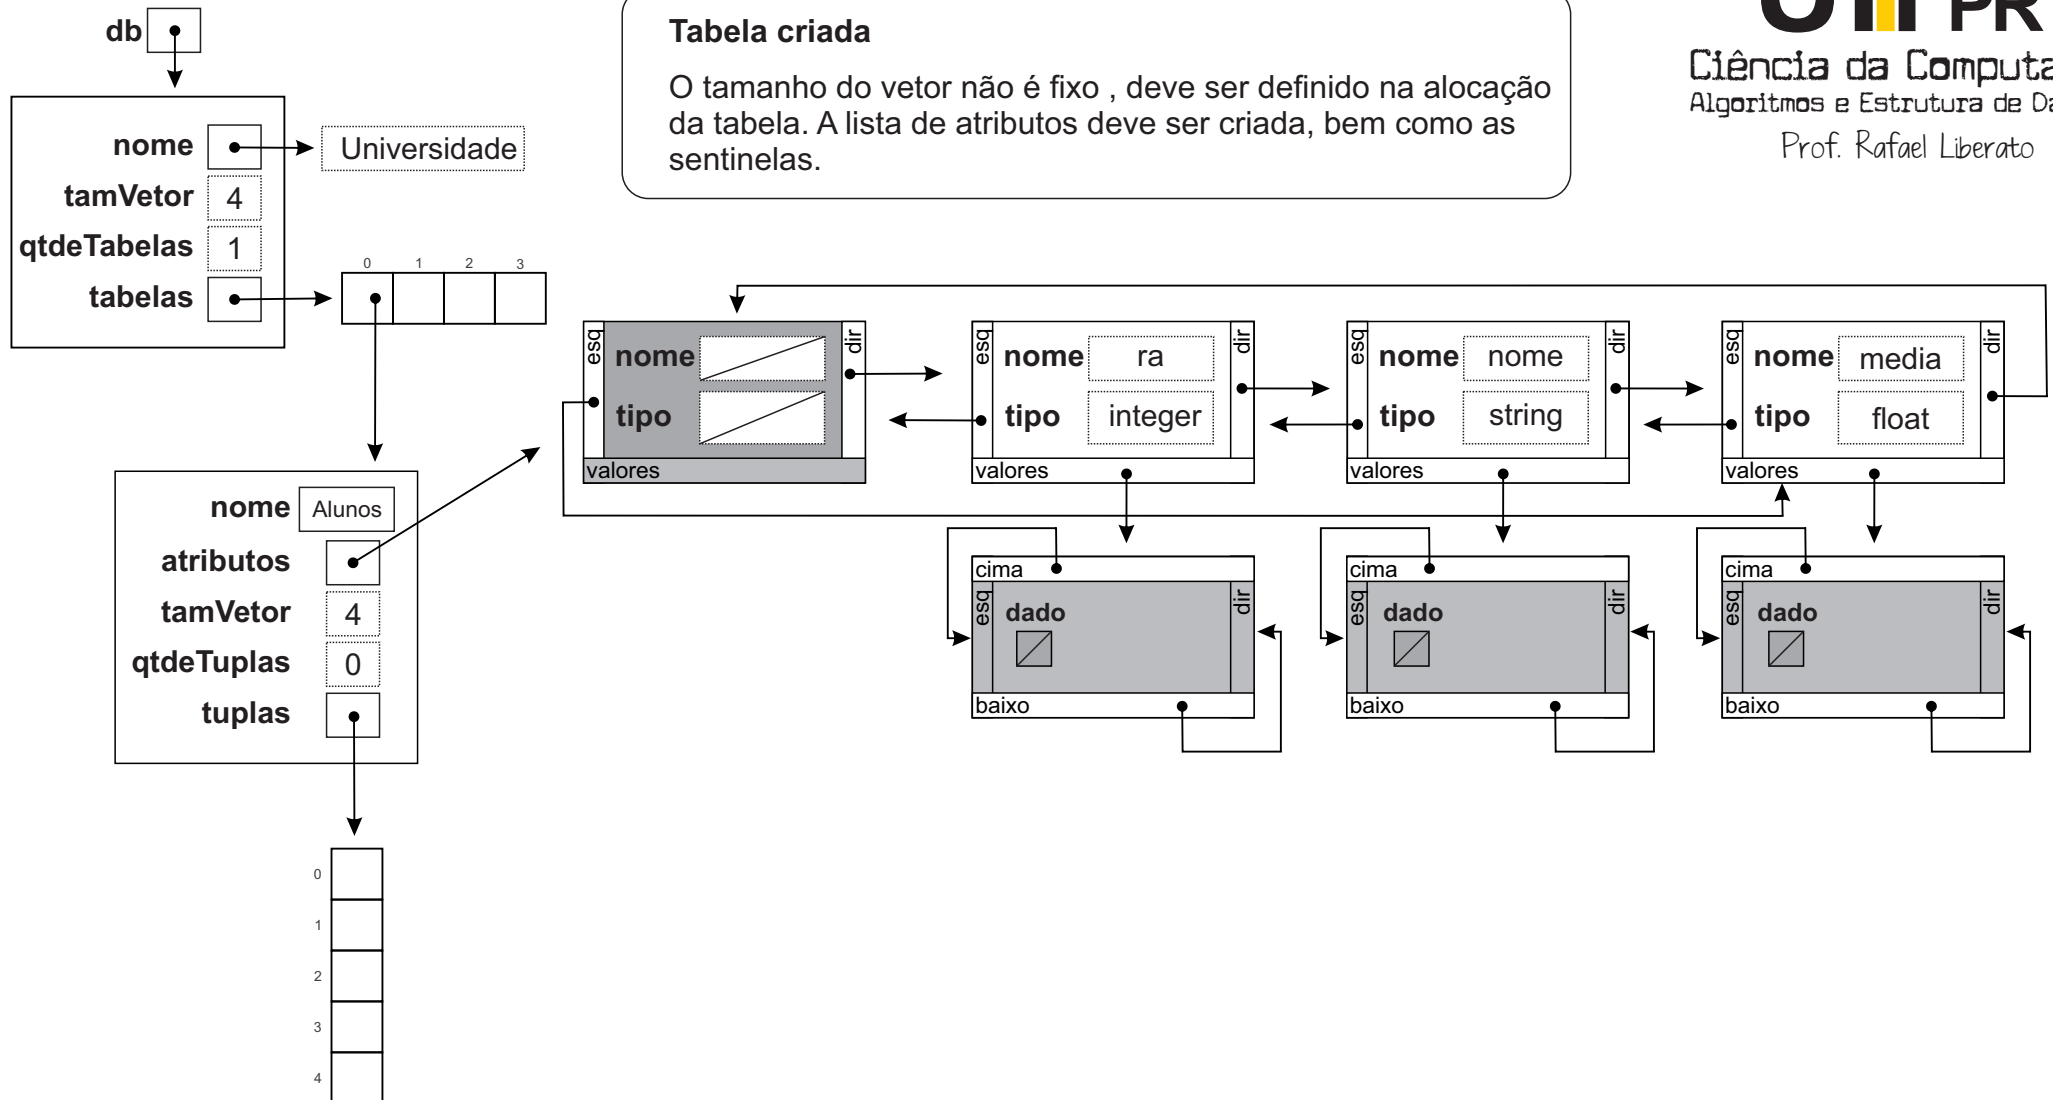 db
Tabela criada
O tamanho do vetor não é fixo , deve ser definido na alocação
da tabela. A lista de atributos deve ser criada, bem como as
sentinelas.
PR
Ciência da Computa
Algoritmos e Estrutura de Da
Prof. Rafael Liberato
nome Universidade
tamVetor 4
qtdeTabelas 1
tabelas
0 1 2 3
esq nome tipo dir valores
esq nome ra dir
tipo integer
valores
esq nome nome dir
tipo string
valores
esq nome media dir
tipo float
valores
nome Alunos
atributos
tamVetor 4
qtdeTuplas 0
tuplas
cima
esq dado dir
baixo
cima
esq dado dir
baixo
cima
esq dado dir
baixo
0
1
2
3
4